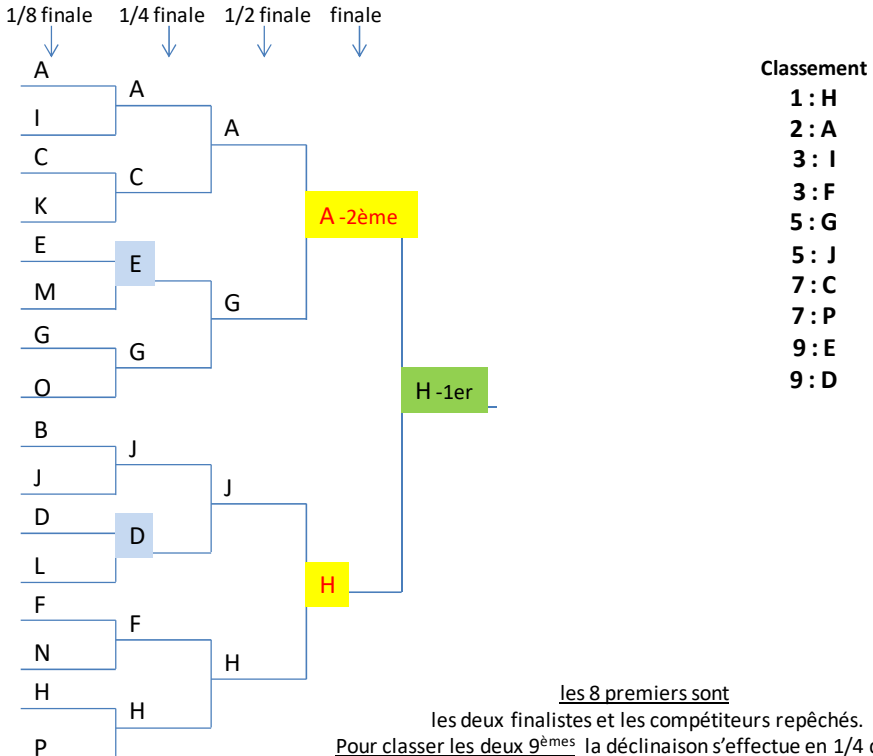 1/8 finale 1/4 finale 1/2 finale finale
A
A
I
A
C
C
K
A -2ème
E
E
M
G
G
G
O
H -1er
B
J
J
J
D
D
L
H
F
F
N
H
H
H
P
Classement
1 : H
2 : A
3 : I
3 : F
5 : G
5 : J
7 : C
7 : P
9 : E
9 : D
les 8 premiers sont
les deux finalistes et les compétiteurs repêchés.
Pour classer les deux 9èmes la déclinaison s’effectue en 1/4 d